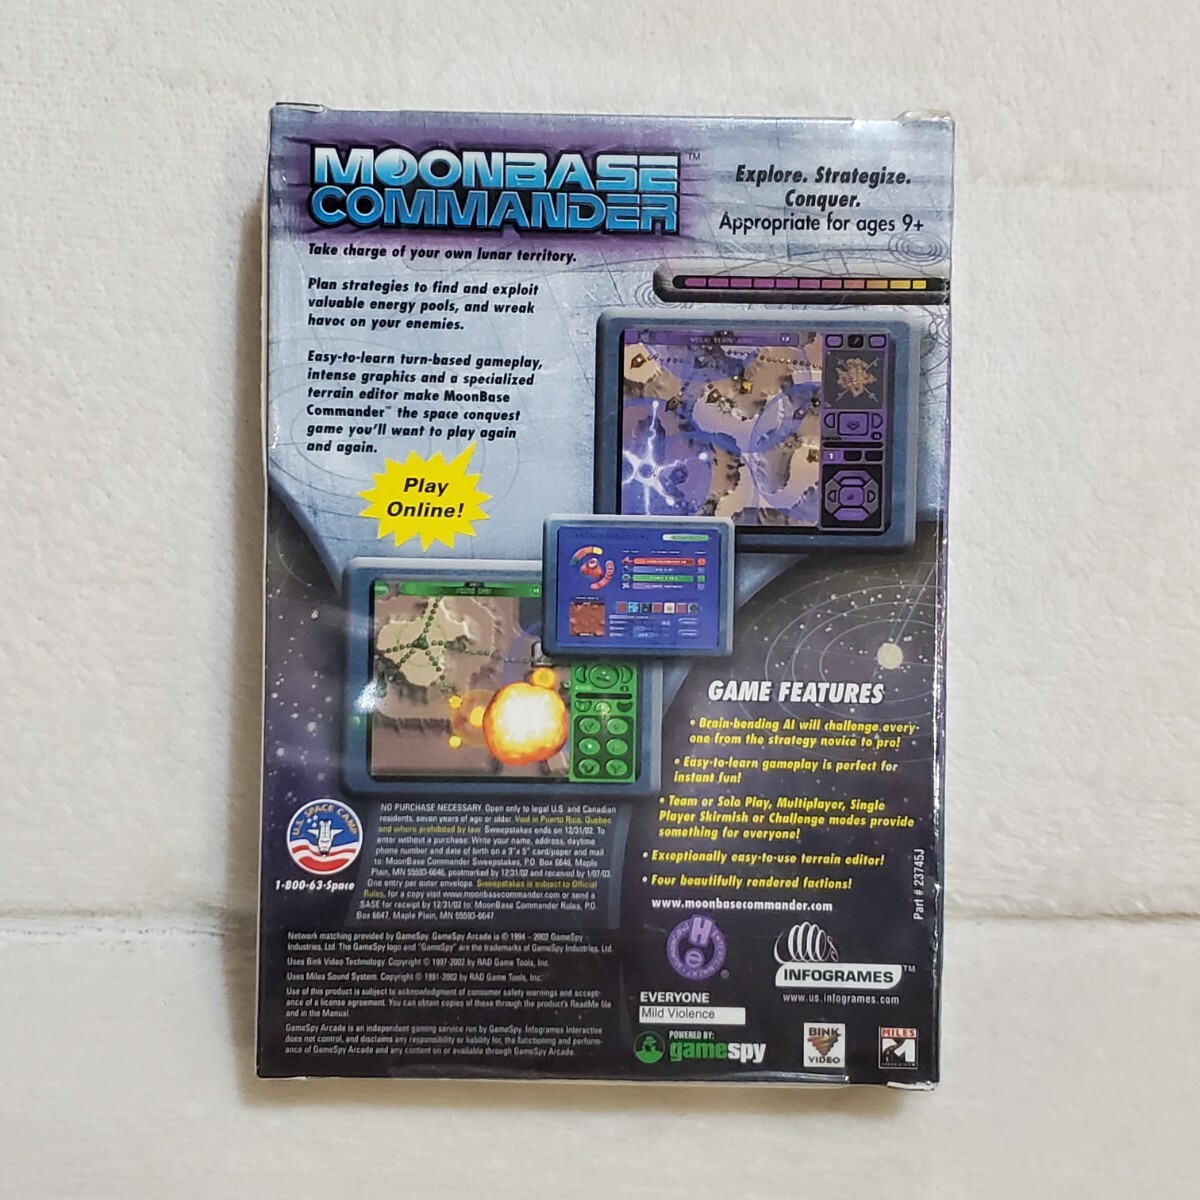 MOONBASE
COMMANDER™
Explore. Strategize.
Conquer.
Appropriate for ages 9+
Take charge of your own lunar territory.
Plan strategies to find and exploit
valuable energy pools, and wreak
havoc on your enemies.
Easy-to-learn turn-based gameplay,
intense graphics and a specialized
terrain editor make MoonBase
Commander™ the space conquest
game you'll want to play again
and again.
Play
Online!
GAME FEATURES
• Brain-bending AI will challenge every-
one from the strategy novice to pro!
• Easy-to-learn gameplay is perfect for
instant fun!
• Team or Solo Play, Multiplayer, Single
Player Skirmish or Challenge modes provide
something for everyone!
• Exceptionally easy-to-use terrain editor!
• Four beautifully rendered factions!
www.moonbasecommander.com
Part # 23745J
U.S. SPACE CAMP
1-800-63-Space
NO PURCHASE NECESSARY. Open only to legal U.S. and Canadian
residents, seven years of age or older. Void in Puerto Rico, Quebec
and where prohibited by law. Sweepstakes ends on 12/31/02. To
enter without a purchase: Write your name, address, daytime
phone number and date of birth on a 3"x 5" card/paper and mail
to: MoonBase Commander Sweepstakes, P.O. Box 6646, Maple
Plain, MN 55593-6646, postmarked by 12/31/02 and received by 1/07/03.
One entry per outer envelope. Sweepstakes is subject to Official
Rules, for a copy visit www.moonbasecommander.com or send a
SASE for receipt by 12/31/02 to: MoonBase Commander Rules, P.O.
Box 6647, Maple Plain, MN 55593-6647.
Network matching provided by GameSpy. GameSpy Arcade is © 1994 - 2002 GameSpy
Industries, Ltd. The GameSpy logo and "GameSpy" are the trademarks of GameSpy Industries, Ltd.
Uses Bink Video Technology. Copyright © 1997-2002 by RAD Game Tools, Inc.
Uses Miles Sound System. Copyright © 1991-2002 by RAD Game Tools, Inc.
Use of this product is subject to acknowledgment of consumer safety warnings and accept-
ance of a license agreement. You can obtain copies of these through the product's ReadMe file
and in the Manual.
GameSpy Arcade is an independent gaming service run by GameSpy. Infogrames Interactive
does not control, and disclaims any responsibility or liability for, the functioning and perform-
ance of GameSpy Arcade and any content on or available through GameSpy Arcade.
INFOGRAMES™
www.us.infogrames.com
EVERYONE
Mild Violence
POWERED BY:
gamespy
BINK
VIDEO
MILES